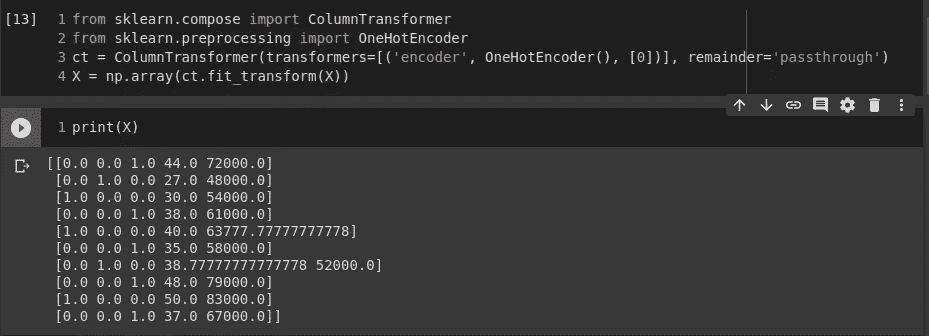 [13] 1 from sklearn.compose import ColumnTransformer
2 from sklearn.preprocessing import OneHotEncoder
3 ct = ColumnTransformer(transformers=[('encoder', OneHotEncoder(), [0])], remainder='passthrough')
4 X = np.array(ct.fit_transform(X))
1 print(X)
[[0.0 0.0 1.0 44.0 72000.0]
[0.0 1.0 0.0 27.0 48000.0]
[1.0 0.0 0.0 30.0 54000.0]
[0.0 0.0 1.0 38.0 61000.0]
[1.0 0.0 0.0 40.0 63777.77777777778]
[0.0 0.0 1.0 35.0 58000.0]
[0.0 1.0 0.0 38.77777777777778 52000.0]
[0.0 0.0 1.0 48.0 79000.0]
[1.0 0.0 0.0 50.0 83000.0]
[0.0 0.0 1.0 37.0 67000.0]]